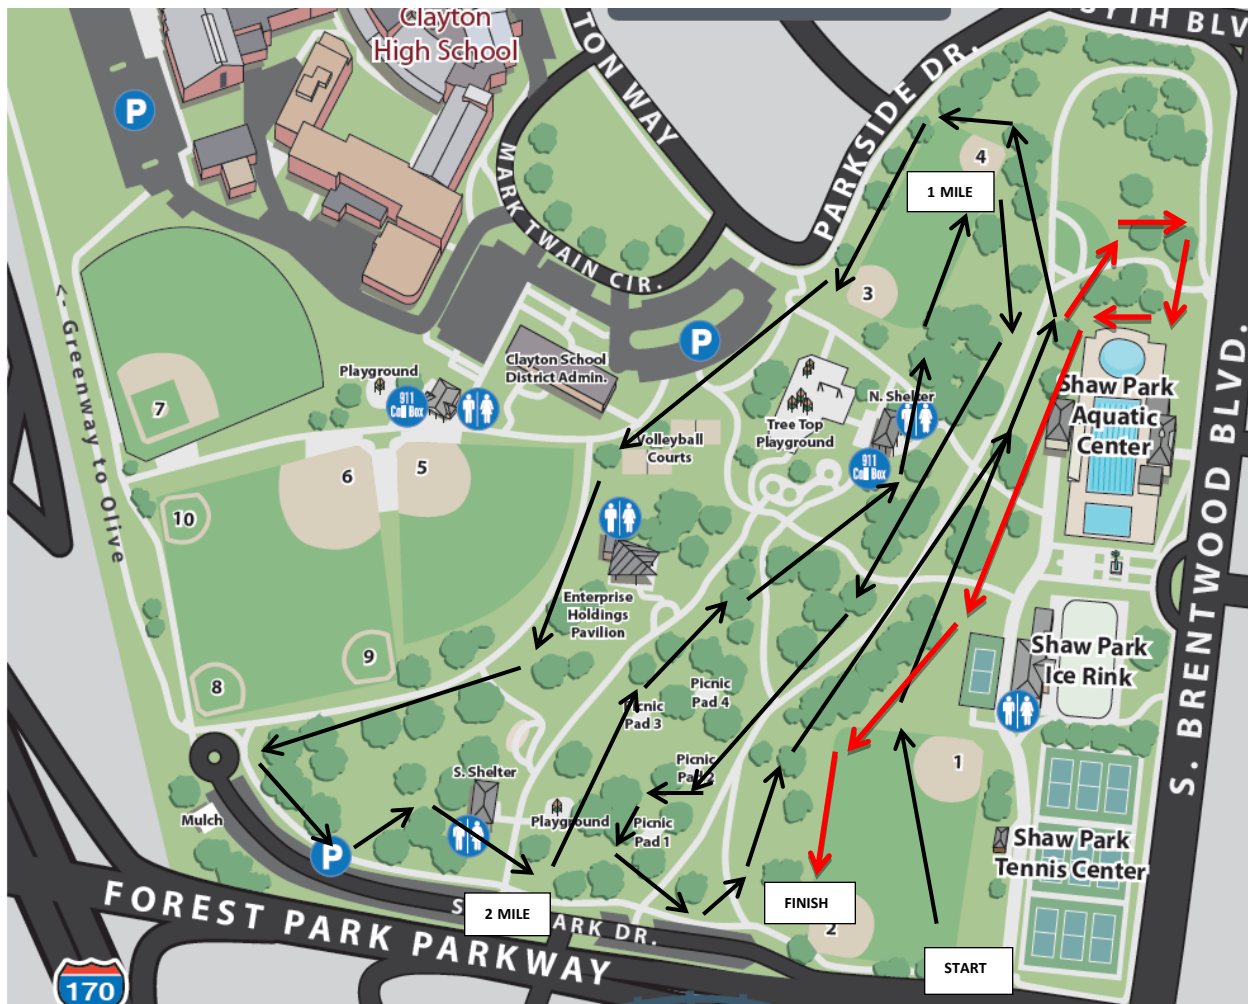 Clayton
High School
TON WAY
SYTH BLV
PARKSIDE DR.
MARK TWAIN CIR.
P
4
1 MILE
3
<- Greenway to Olive
P
Clayton School
District Admin.
Playground
911
Call Box
7
Tree Top
Playground
N. Shelter
911
Call Box
Shaw Park
Aquatic
Center
S. BRENTWOOD BLVD.
Volleyball
Courts
5
6
10
Enterprise
Holdings
Pavilion
9
8
Picnic
Pad 4
Picnic
Pad 3
Shaw Park
Ice Rink
Picnic
Pad 2
1
S. Shelter
Playground
Picnic
Pad 1
Mulch
P
Shaw Park
Tennis Center
FINISH
2
2 MILE
S
ARK DR.
FOREST PARK PARKWAY
START
170